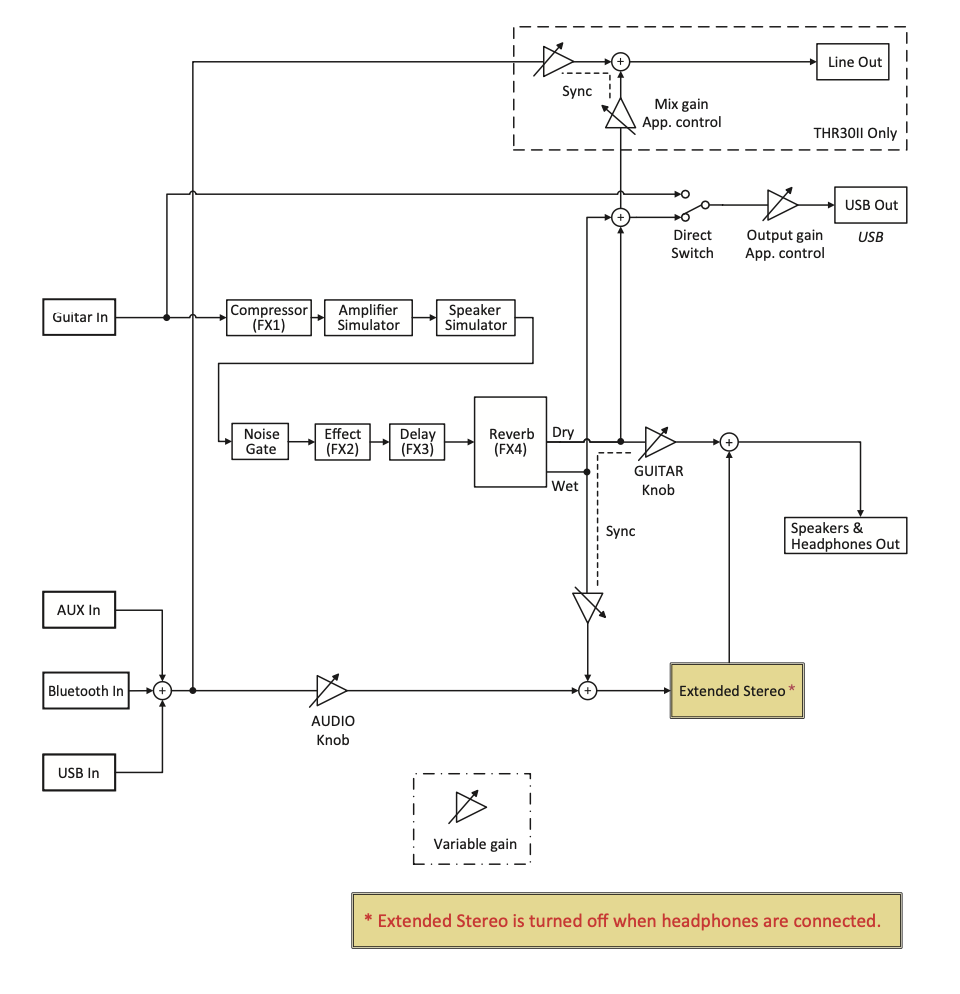 Line Out
Sync
Mix gain
App. control
THR30II Only
USB Out
USB
Direct
Switch
Output gain
App. control
Guitar In
Compressor
(FX1)
Amplifier
Simulator
Speaker
Simulator
Noise
Gate
Effect
(FX2)
Delay
(FX3)
Reverb
(FX4)
Dry
Wet
GUITAR
Knob
Speakers &
Headphones Out
Sync
AUX In
Bluetooth In
USB In
AUDIO
Knob
Extended Stereo *
Variable gain
* Extended Stereo is turned off when headphones are connected.